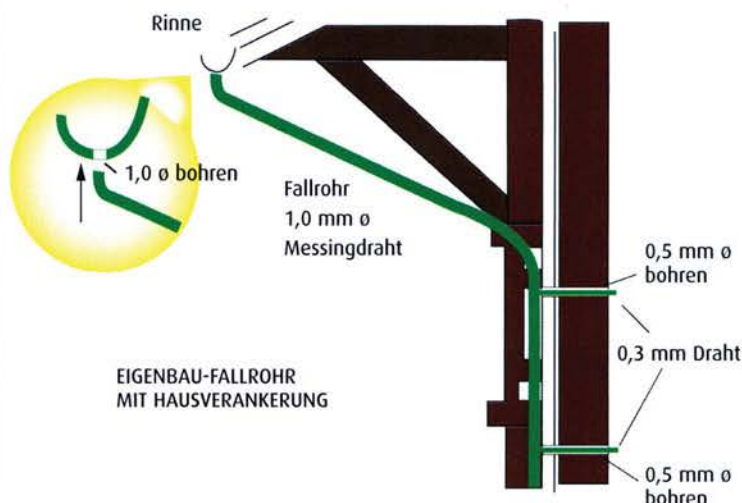 Rinne
1,0 ø bohren
Fallrohr
1,0 mm ø
Messingdraht
0,5 mm ø
bohren
0,3 mm Draht
EIGENBAU-FALLROHR
MIT HAUSVERANKERUNG
0,5 mm ø
bohren